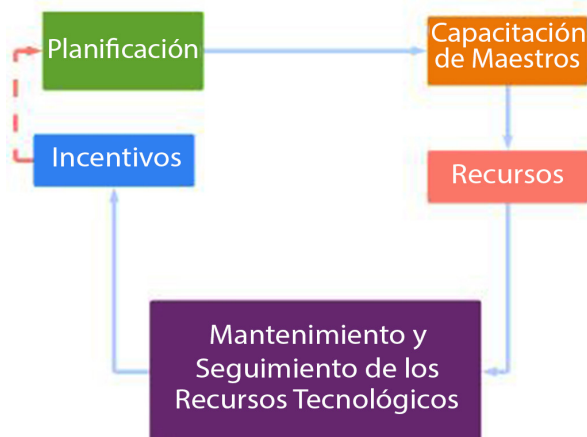 Planificación
Capacitación
de Maestros
Incentivos
Recursos
Mantenimiento y
Seguimiento de los
Recursos Tecnológicos